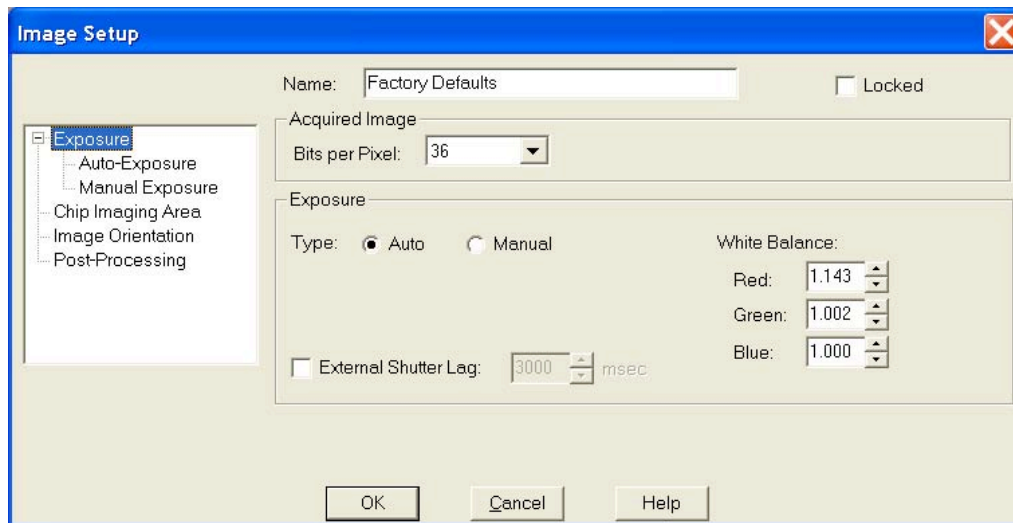 Image Setup
Name: Factory Defaults
Locked
Exposure
Auto-Exposure
Manual Exposure
Chip Imaging Area
Image Orientation
Post-Processing
Acquired Image
Bits per Pixel: 36
Exposure
Type: Auto Manual
White Balance:
Red: 1.143
Green: 1.002
Blue: 1.000
External Shutter Lag: 3000 msec
OK Cancel Help